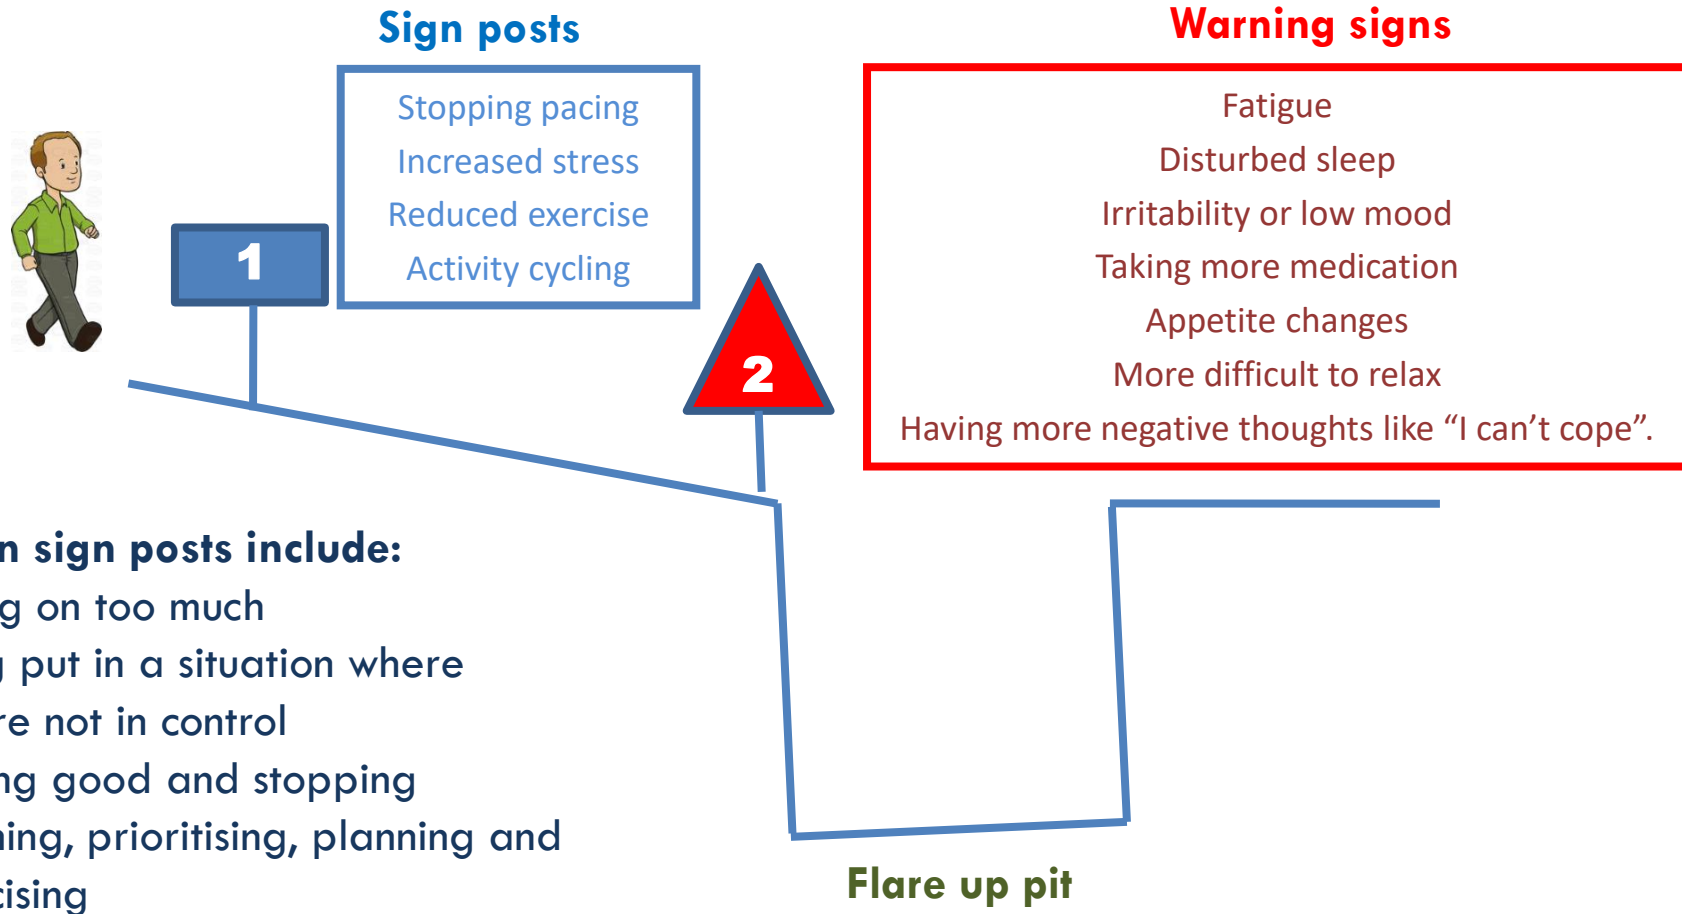 Sign posts
Warning signs
Stopping pacing
Increased stress
Reduced exercise
Activity cycling
Fatigue
Disturbed sleep
Irritability or low mood
Taking more medication
Appetite changes
More difficult to relax
Having more negative thoughts like “I can’t cope”.
1
2
sign posts include:
on too much
put in a situation where
not in control
good and stopping
prioritising, planning and
Flare up pit